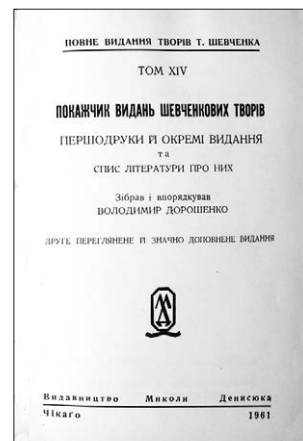 ПОВНЕ ВИДАННЯ ТВОРІВ Т. ШЕВЧЕНКА
ТОМ XIV
ПОКАЖЧИК ВИДАНЬ ШЕВЧЕНКОВИХ ТВОРІВ
ПЕРШОДРУКИ Й ОКРЕМІ ВИДАННЯ
та
СПИС ЛІТЕРАТУРИ ПРО НИХ
Зібрав і впорядкував
ВОЛОДИМИР ДОРОШЕНКО
ДРУГЕ ПЕРЕГЛЯНЕНЕ Й ЗНАЧНО ДОПОВНЕНЕ ВИДАННЯ
Видавництво Миколи Денисюка
Чікаґо 1961